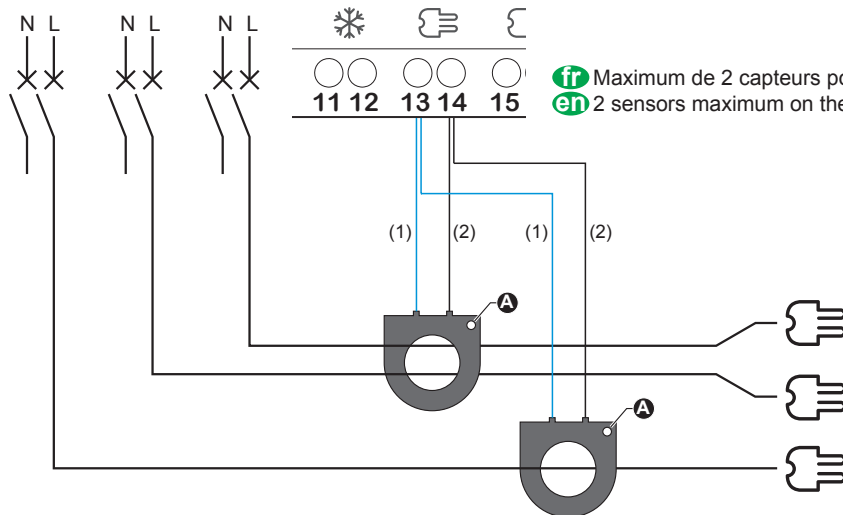 N L N L N L
11 12 13 14 15
fr Maximum de 2 capteurs
en 2 sensors maximum on the
(1) (2) (1) (2)
A
A